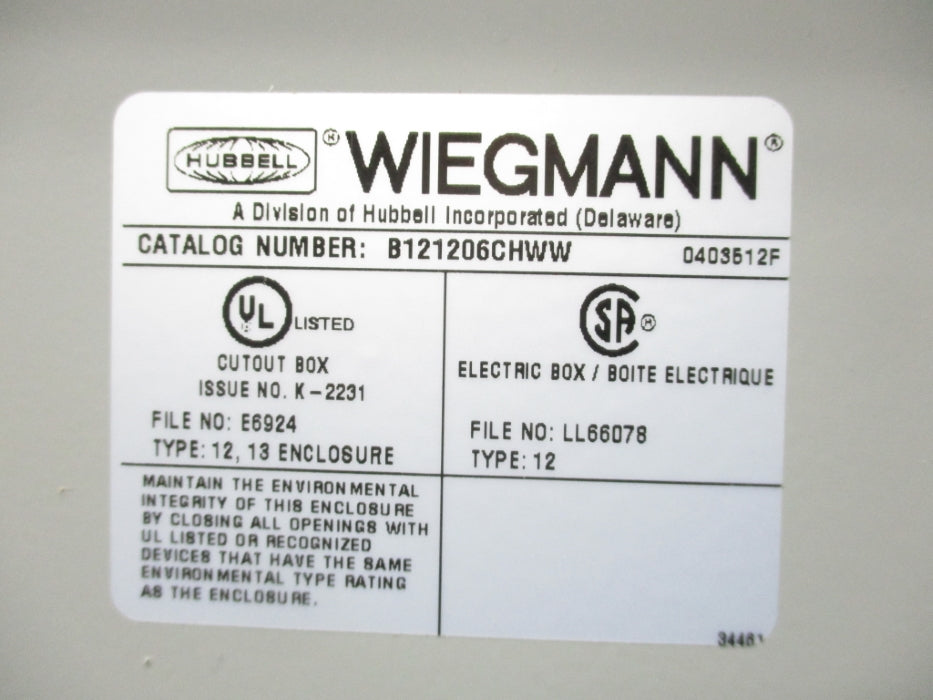 HUBBELL ® WIEGMANN ®
A Division of Hubbell Incorporated (Delaware)
CATALOG NUMBER: B121206CHWW 0403512F
UL LISTED
CUTOUT BOX
ISSUE NO. K-2231
FILE NO: E6924
TYPE: 12, 13 ENCLOSURE
SA ®
ELECTRIC BOX / BOITE ELECTRIQUE
FILE NO: LL66078
TYPE: 12
MAINTAIN THE ENVIRONMENTAL
INTEGRITY OF THIS ENCLOSURE
BY CLOSING ALL OPENINGS WITH
UL LISTED OR RECOGNIZED
DEVICES THAT HAVE THE SAME
ENVIRONMENTAL TYPE RATING
AS THE ENCLOSURE.